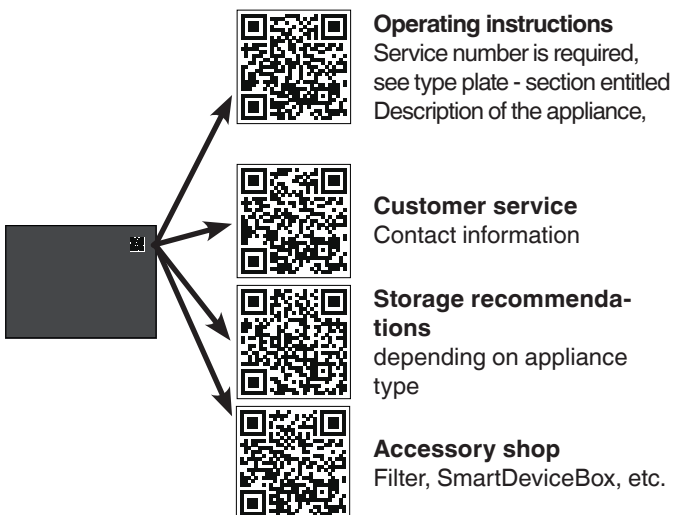 Operating instructions
Service number is required,
see type plate - section entitled
Description of the appliance,
Customer service
Contact information
Storage recommenda-
tions
depending on appliance
type
Accessory shop
Filter, SmartDeviceBox, etc.